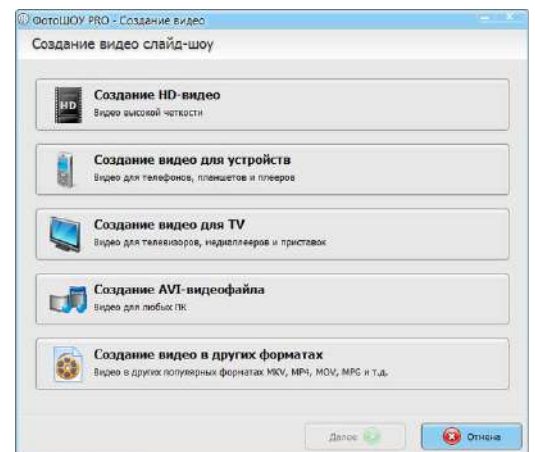 ФотоШОУ PRO - Создание видео
Создание видео слайд-шоу
HD
Создание HD-видео
Видео высокой четкости
Создание видео для устройств
Видео для телефонов, планшетов и плееров
Создание видео для TV
Видео для телевизоров, медиаплееров и приставок
Создание AVI-видеофайла
Видео для любых ПК
Создание видео в других форматах
Видео в других популярных форматах MKV, MP4, MOV, MPG и т.д.
Далее
Отмена